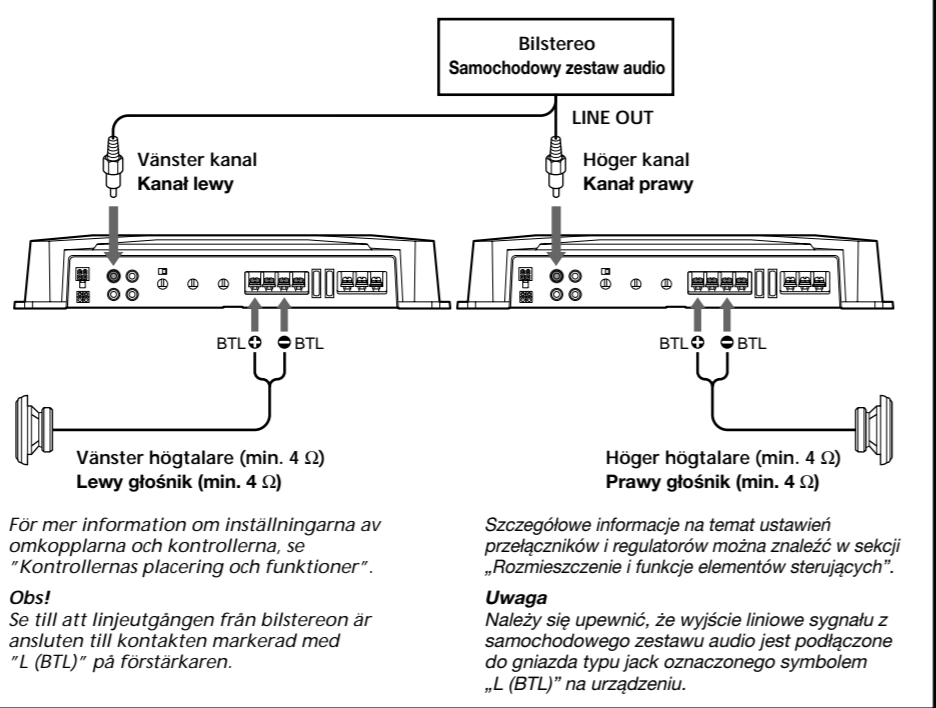 Bilstereo
Samochodowy zestaw audio
LINE OUT
Vänster kanal
Kanał lewy
Höger kanal
Kanał prawy
BTL + - BTL
BTL + - BTL
Vänster högtalare (min. 4 Ω)
Lewy głośnik (min. 4 Ω)
Höger högtalare (min. 4 Ω)
Prawy głośnik (min. 4 Ω)
För mer information om inställningarna av
omkopplarna och kontrollerna, se
"Kontrollernas placering och funktioner".
Obs!
Se till att linjeutgången från bilstereon är
ansluten till kontakten markerad med
"L (BTL)" på förstärkaren.
Szczegółowe informacje na temat ustawień
przełączników i regulatorów można znaleźć w sekcji
„Rozmieszczenie i funkcje elementów sterujących”.
Uwaga
Należy się upewnić, że wyjście liniowe sygnału z
samochodowego zestawu audio jest podłączone
do gniazda typu jack oznaczonego symbolem
„L (BTL)” na urządzeniu.